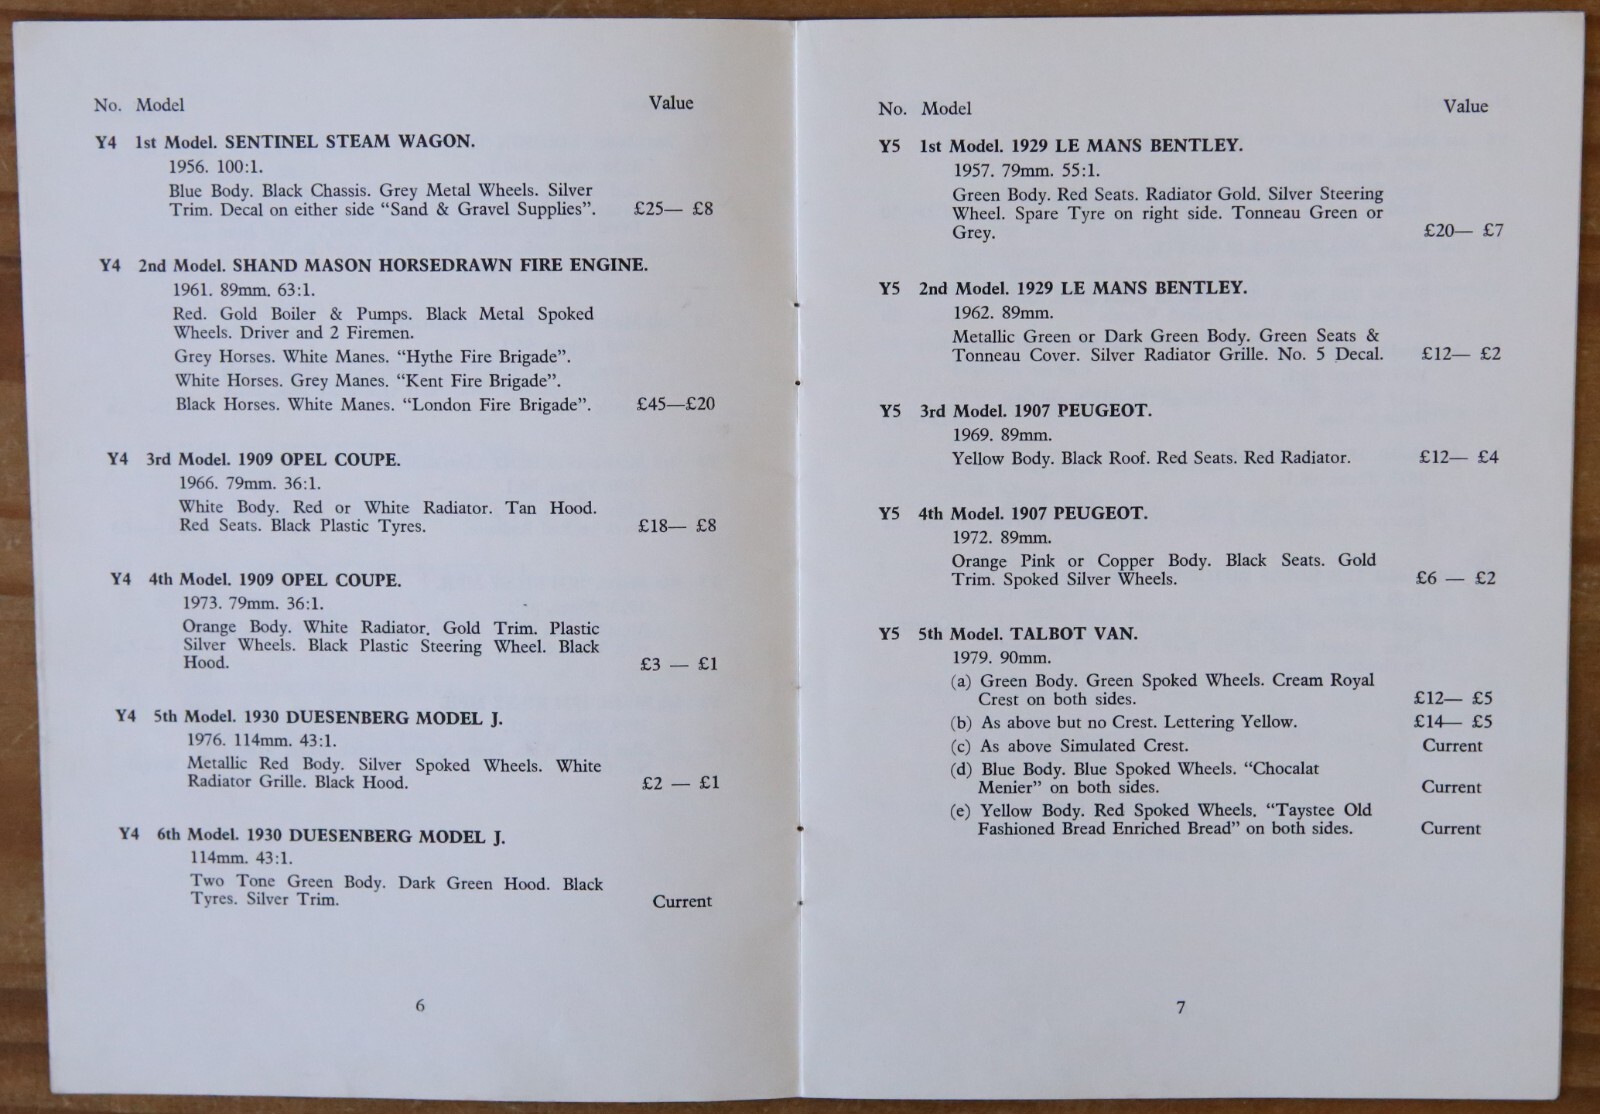 No. Model Value
Y4 1st Model. SENTINEL STEAM WAGON.
1956. 100:1.
Blue Body. Black Chassis. Grey Metal Wheels. Silver
Trim. Decal on either side “Sand & Gravel Supplies”. £25— £8
Y4 2nd Model. SHAND MASON HORSEDRAWN FIRE ENGINE.
1961. 89mm. 63:1.
Red. Gold Boiler & Pumps. Black Metal Spoked
Wheels. Driver and 2 Firemen.
Grey Horses. White Manes. “Hythe Fire Brigade”.
White Horses. Grey Manes. “Kent Fire Brigade”.
Black Horses. White Manes. “London Fire Brigade”. £45—£20
Y4 3rd Model. 1909 OPEL COUPE.
1966. 79mm. 36:1.
White Body. Red or White Radiator. Tan Hood.
Red Seats. Black Plastic Tyres. £18— £8
Y4 4th Model. 1909 OPEL COUPE.
1973. 79mm. 36:1.
Orange Body. White Radiator. Gold Trim. Plastic
Silver Wheels. Black Plastic Steering Wheel. Black
Hood. £3 — £1
Y4 5th Model. 1930 DUESENBERG MODEL J.
1976. 114mm. 43:1.
Metallic Red Body. Silver Spoked Wheels. White
Radiator Grille. Black Hood. £2 — £1
Y4 6th Model. 1930 DUESENBERG MODEL J.
114mm. 43:1.
Two Tone Green Body. Dark Green Hood. Black
Tyres. Silver Trim. Current
6
No. Model Value
Y5 1st Model. 1929 LE MANS BENTLEY.
1957. 79mm. 55:1.
Green Body. Red Seats. Radiator Gold. Silver Steering
Wheel. Spare Tyre on right side. Tonneau Green or
Grey. £20— £7
Y5 2nd Model. 1929 LE MANS BENTLEY.
1962. 89mm.
Metallic Green or Dark Green Body. Green Seats &
Tonneau Cover. Silver Radiator Grille. No. 5 Decal. £12— £2
Y5 3rd Model. 1907 PEUGEOT.
1969. 89mm.
Yellow Body. Black Roof. Red Seats. Red Radiator. £12— £4
Y5 4th Model. 1907 PEUGEOT.
1972. 89mm.
Orange Pink or Copper Body. Black Seats. Gold
Trim. Spoked Silver Wheels. £6 — £2
Y5 5th Model. TALBOT VAN.
1979. 90mm.
(a) Green Body. Green Spoked Wheels. Cream Royal
Crest on both sides. £12— £5
(b) As above but no Crest. Lettering Yellow. £14— £5
(c) As above Simulated Crest. Current
(d) Blue Body. Blue Spoked Wheels. “Chocalat
Menier” on both sides. Current
(e) Yellow Body. Red Spoked Wheels. “Taystee Old
Fashioned Bread Enriched Bread” on both sides. Current
7